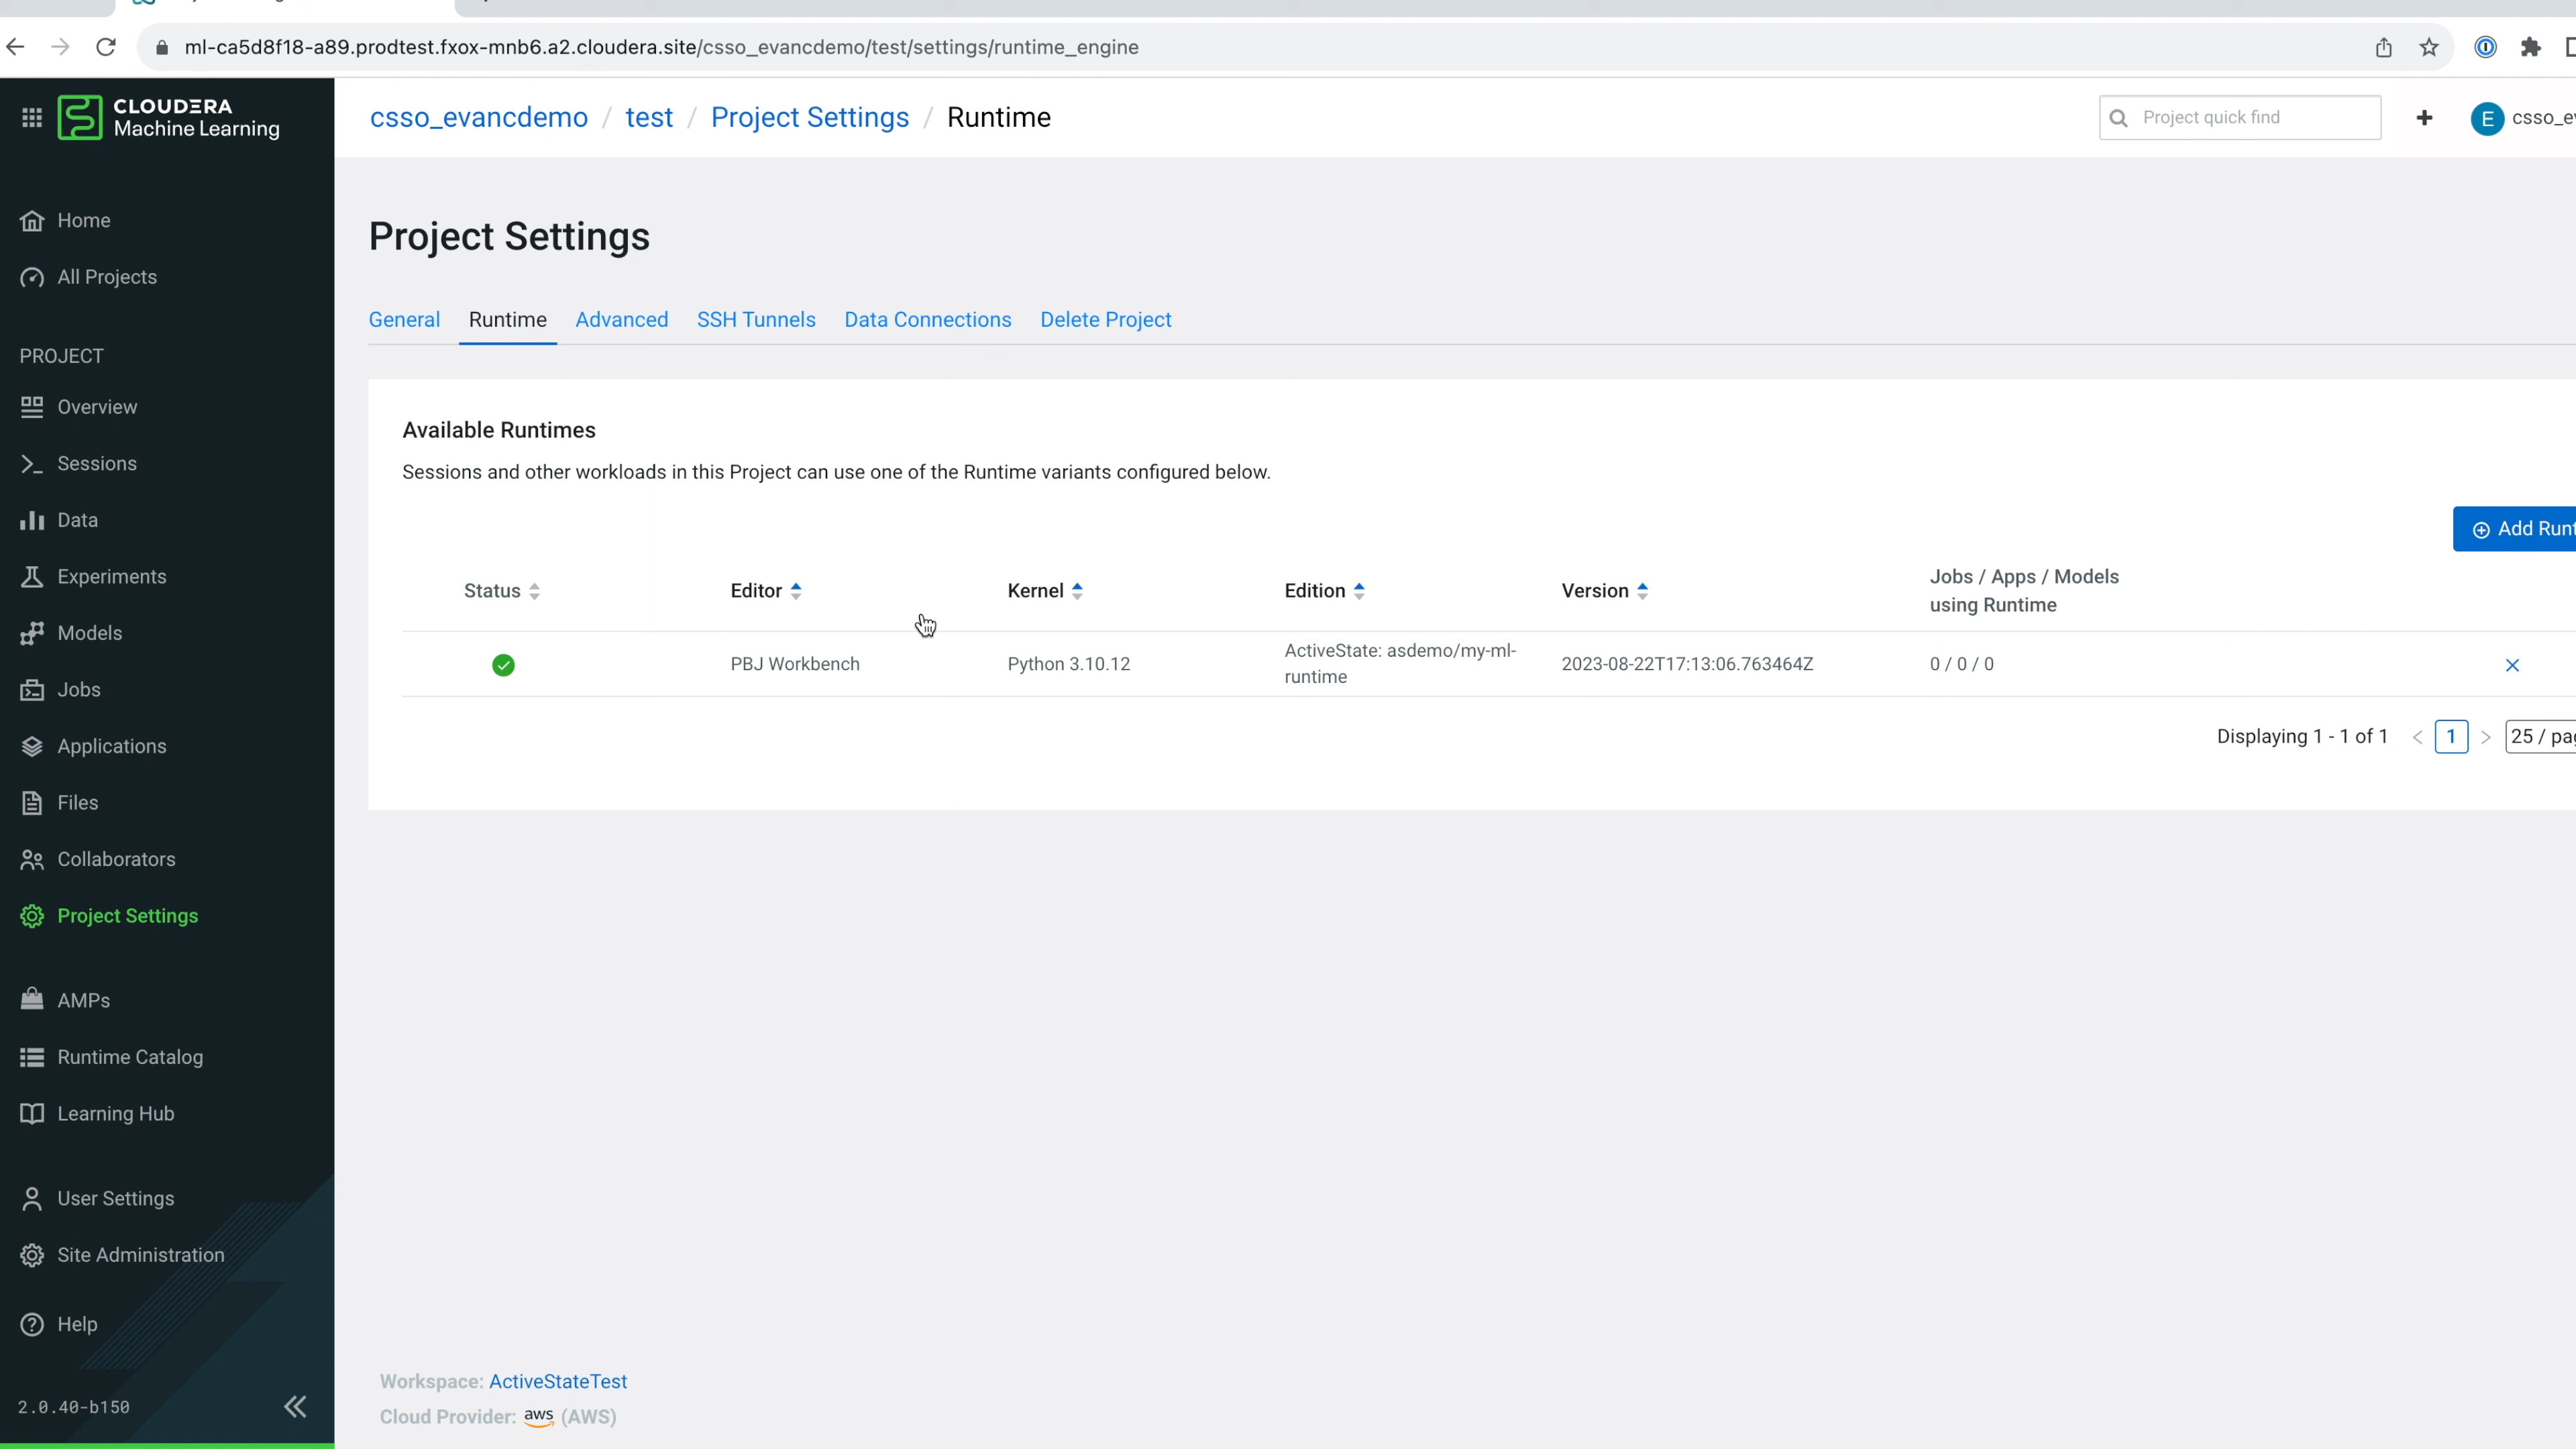 ml-ca5d8f18-a89.prodtest.fxox-mnb6.a2.cloudera.site/csso_evancdemo/test/settings/runtime_engine
CLOUDERA
Machine Learning
csso_evancdemo / test / Project Settings / Runtime
Project quick find
E csso_ev
Home
All Projects
PROJECT
Overview
Sessions
Data
Experiments
Models
Jobs
Applications
Files
Collaborators
Project Settings
AMPs
Runtime Catalog
Learning Hub
User Settings
Site Administration
Help
2.0.40-b150
Project Settings
General Runtime Advanced SSH Tunnels Data Connections Delete Project
Available Runtimes
Sessions and other workloads in this Project can use one of the Runtime variants configured below.
Add Runt
Status Editor Kernel Edition Version Jobs / Apps / Models
using Runtime
PBJ Workbench Python 3.10.12 ActiveState: asdemo/my-ml-
runtime 2023-08-22T17:13:06.763464Z 0 / 0 / 0
Displaying 1 - 1 of 1 < 1 > 25 / pag
Workspace: ActiveStateTest
Cloud Provider: aws (AWS)